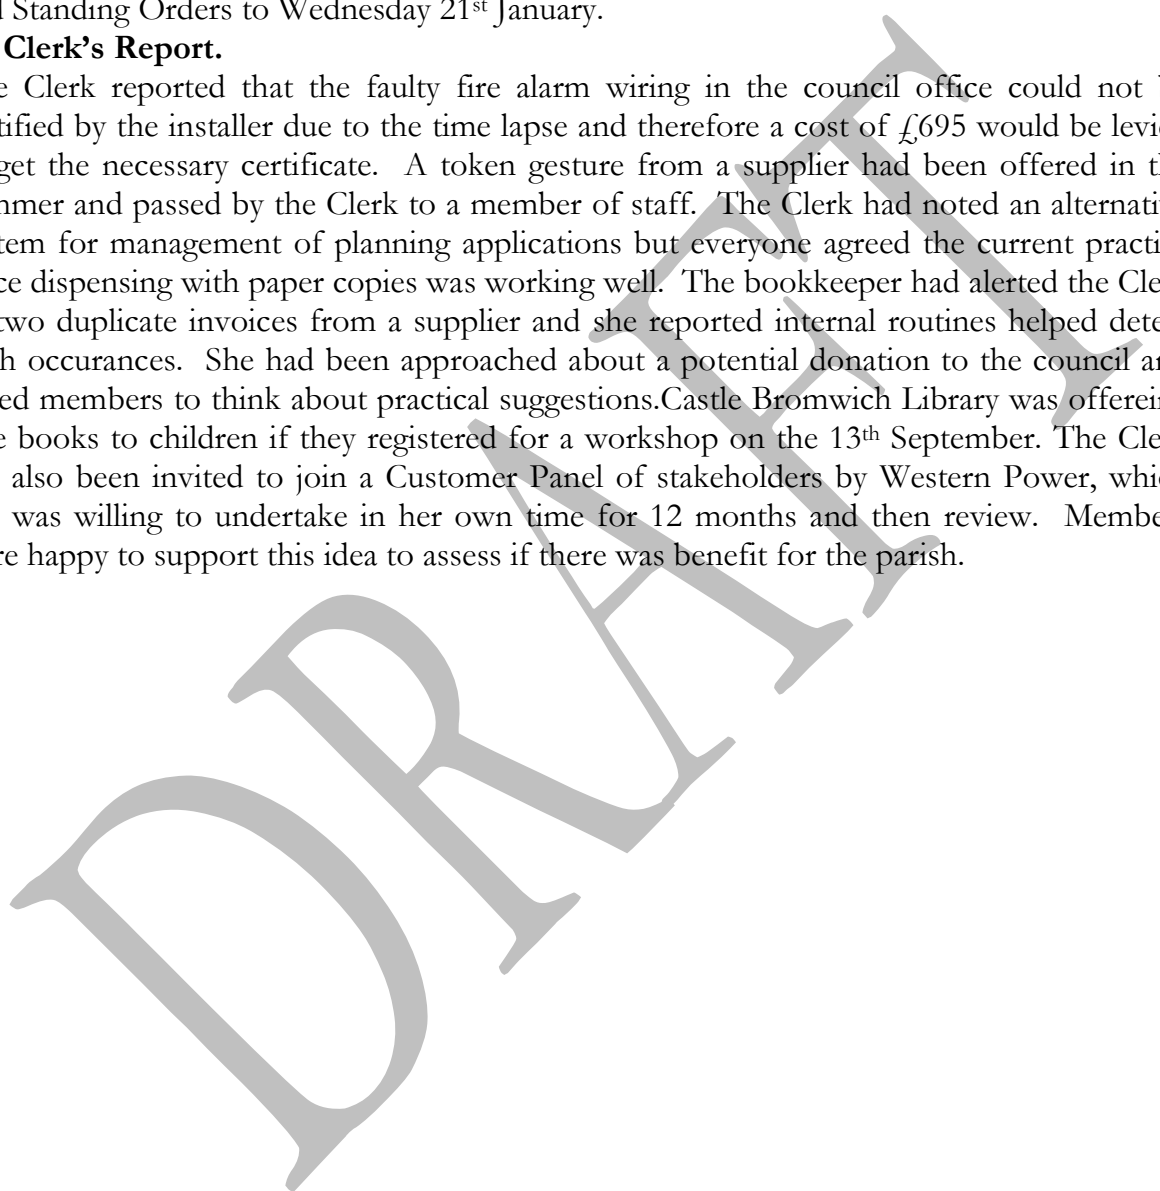 Standing Orders to Wednesday 21st January.
Clerk's Report.
Clerk reported that the faulty fire alarm wiring in the council office could not
tified by the installer due to the time lapse and therefore a cost of £695 would be levi
get the necessary certificate. A token gesture from a supplier had been offered in t
mmer and passed by the Clerk to a member of staff. The Clerk had noted an alternati
tem for management of planning applications but everyone agreed the current practi
ce dispensing with paper copies was working well. The bookkeeper had alerted the Cle
two duplicate invoices from a supplier and she reported internal routines helped dete
h occurances. She had been approached about a potential donation to the council an
ed members to think about practical suggestions.Castle Bromwich Library was offerein
e books to children if they registered for a workshop on the 13th September. The Cle
also been invited to join a Customer Panel of stakeholders by Western Power, whic
was willing to undertake in her own time for 12 months and then review. Membe
re happy to support this idea to assess if there was benefit for the parish.
DRAFT